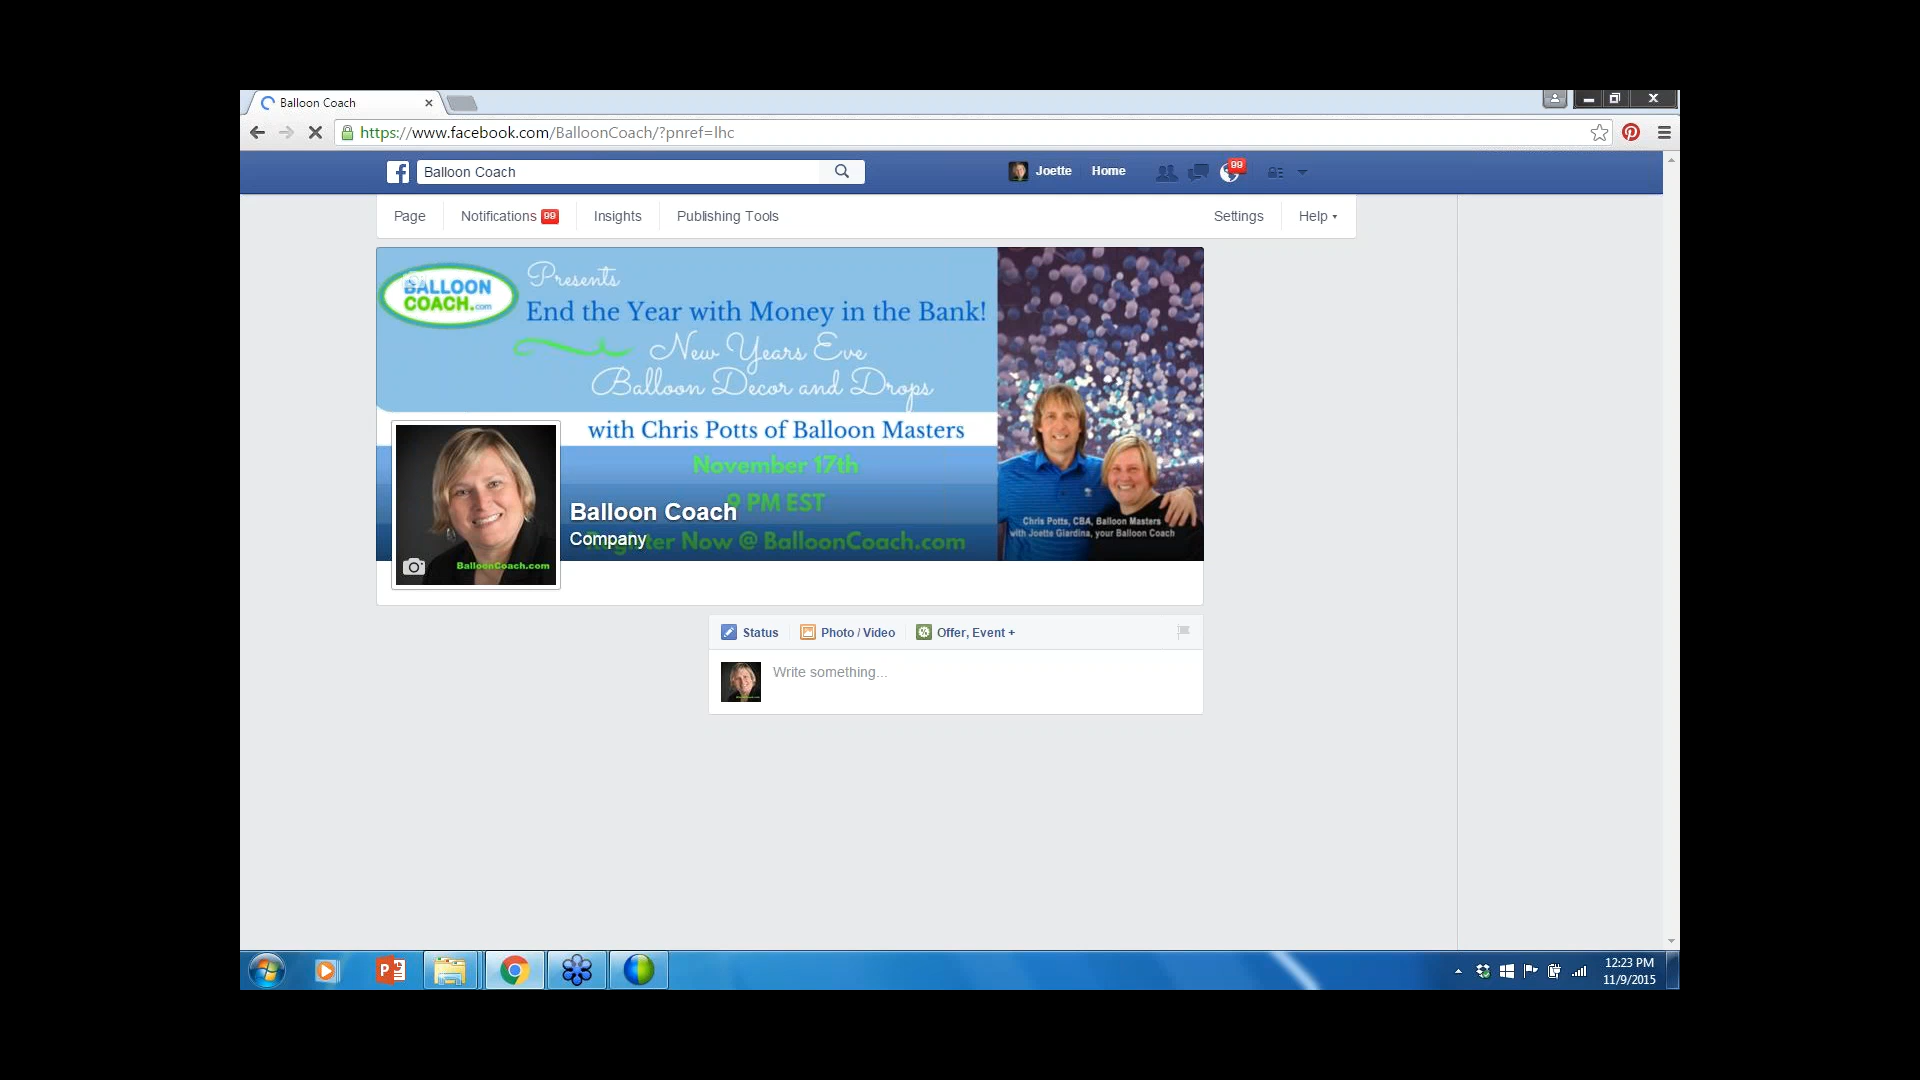 Balloon Coach
https://www.facebook.com/BalloonCoach/?pnref=lhc
Balloon Coach
Joette
Home
99
Page
Notifications 99
Insights
Publishing Tools
Settings
Help
BALLOON
COACH.com
Presents
End the Year with Money in the Bank!
New Years Eve
Balloon Decor and Drops
with Chris Potts of Balloon Masters
November 17th
9 PM EST
Register Now @ BalloonCoach.com
Balloon Coach
Company
BalloonCoach.com
Chris Potts, CBA, Balloon Masters
with Joette Giardina, your Balloon Coach
Status
Photo / Video
Offer, Event +
Write something...
12:23 PM
11/9/2015